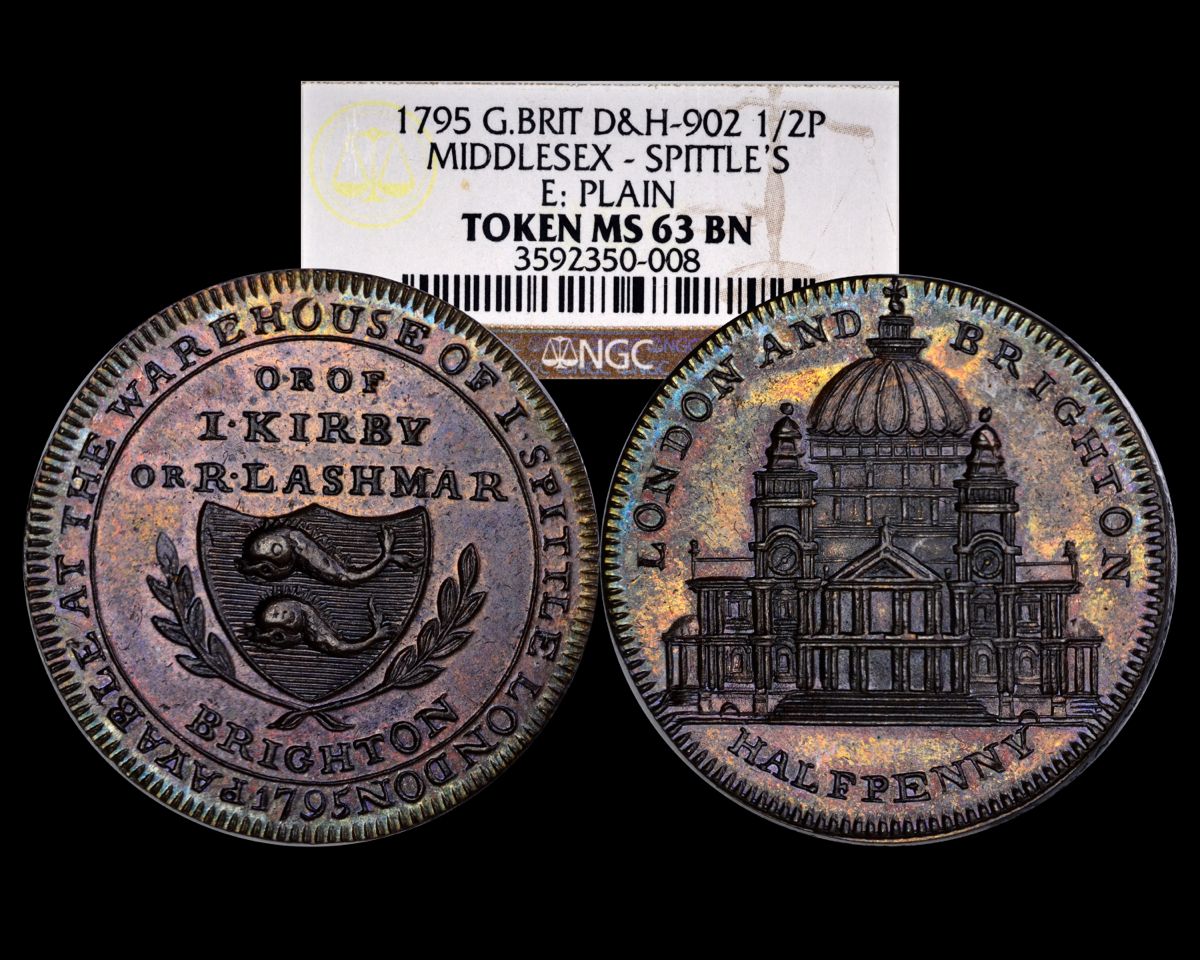 1795 G.BRIT D&H-902 1/2P
MIDDLESEX - SPITTLE'S
E: PLAIN
TOKEN MS 63 BN
3592350-008
NGC
PAYABLE AT THE WAREHOUSE OF I·SPITTLE LONDON
1795
O·R OF
I·KIRBY
OR R·LASHMAR
BRIGHTON
LONDON AND BRIGHTON
HALFPENNY